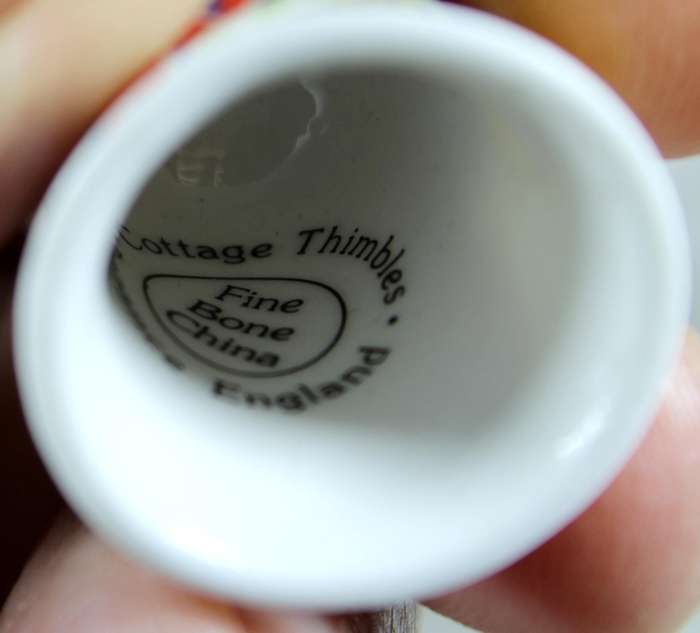 Cottage Thimbles •
Fine
Bone
China
England